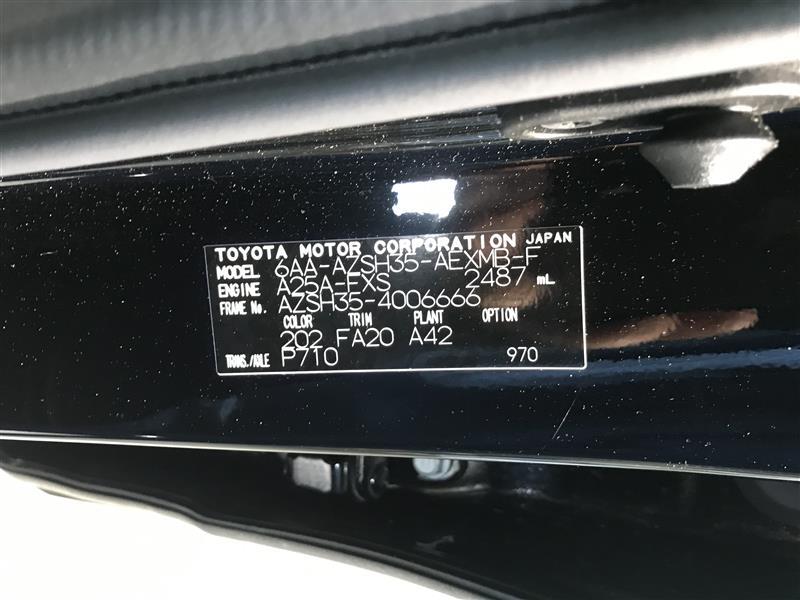 TOYOTA MOTOR CORPORATION JAPAN
MODEL 6AA-AZSH35-AEXMB-F
ENGINE A25A-FXS 2487 mL
FRAME No. AZSH35-4006666
COLOR TRIM PLANT OPTION
202 FA20 A42
TRANS./AXLE P710 970